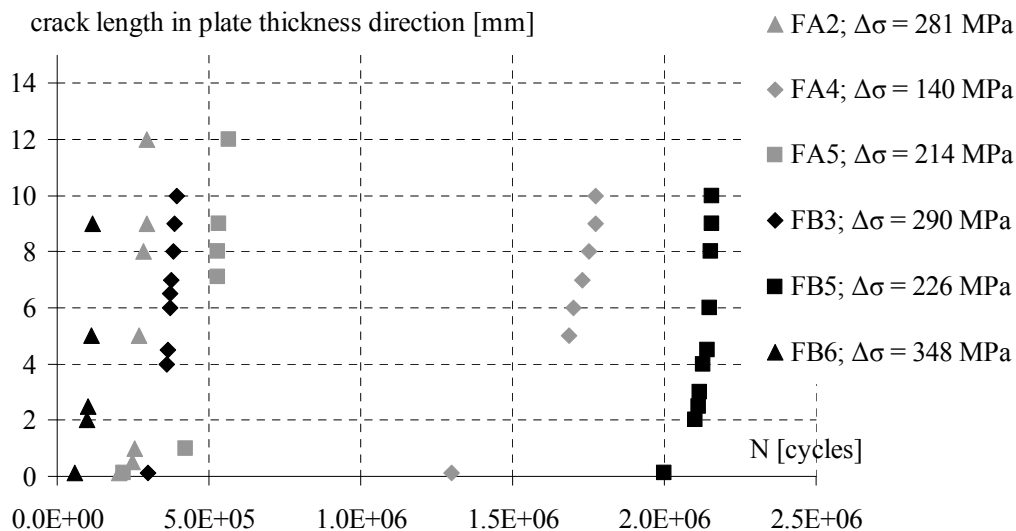 crack length in plate thickness direction [mm]
FA2; Δσ = 281 MPa
14
FA4; Δσ = 140 MPa
12
FA5; Δσ = 214 MPa
10
FB3; Δσ = 290 MPa
8
FB5; Δσ = 226 MPa
6
FB6; Δσ = 348 MPa
4
2
N [cycles]
0
0.0E+00 5.0E+05 1.0E+06 1.5E+06 2.0E+06 2.5E+06